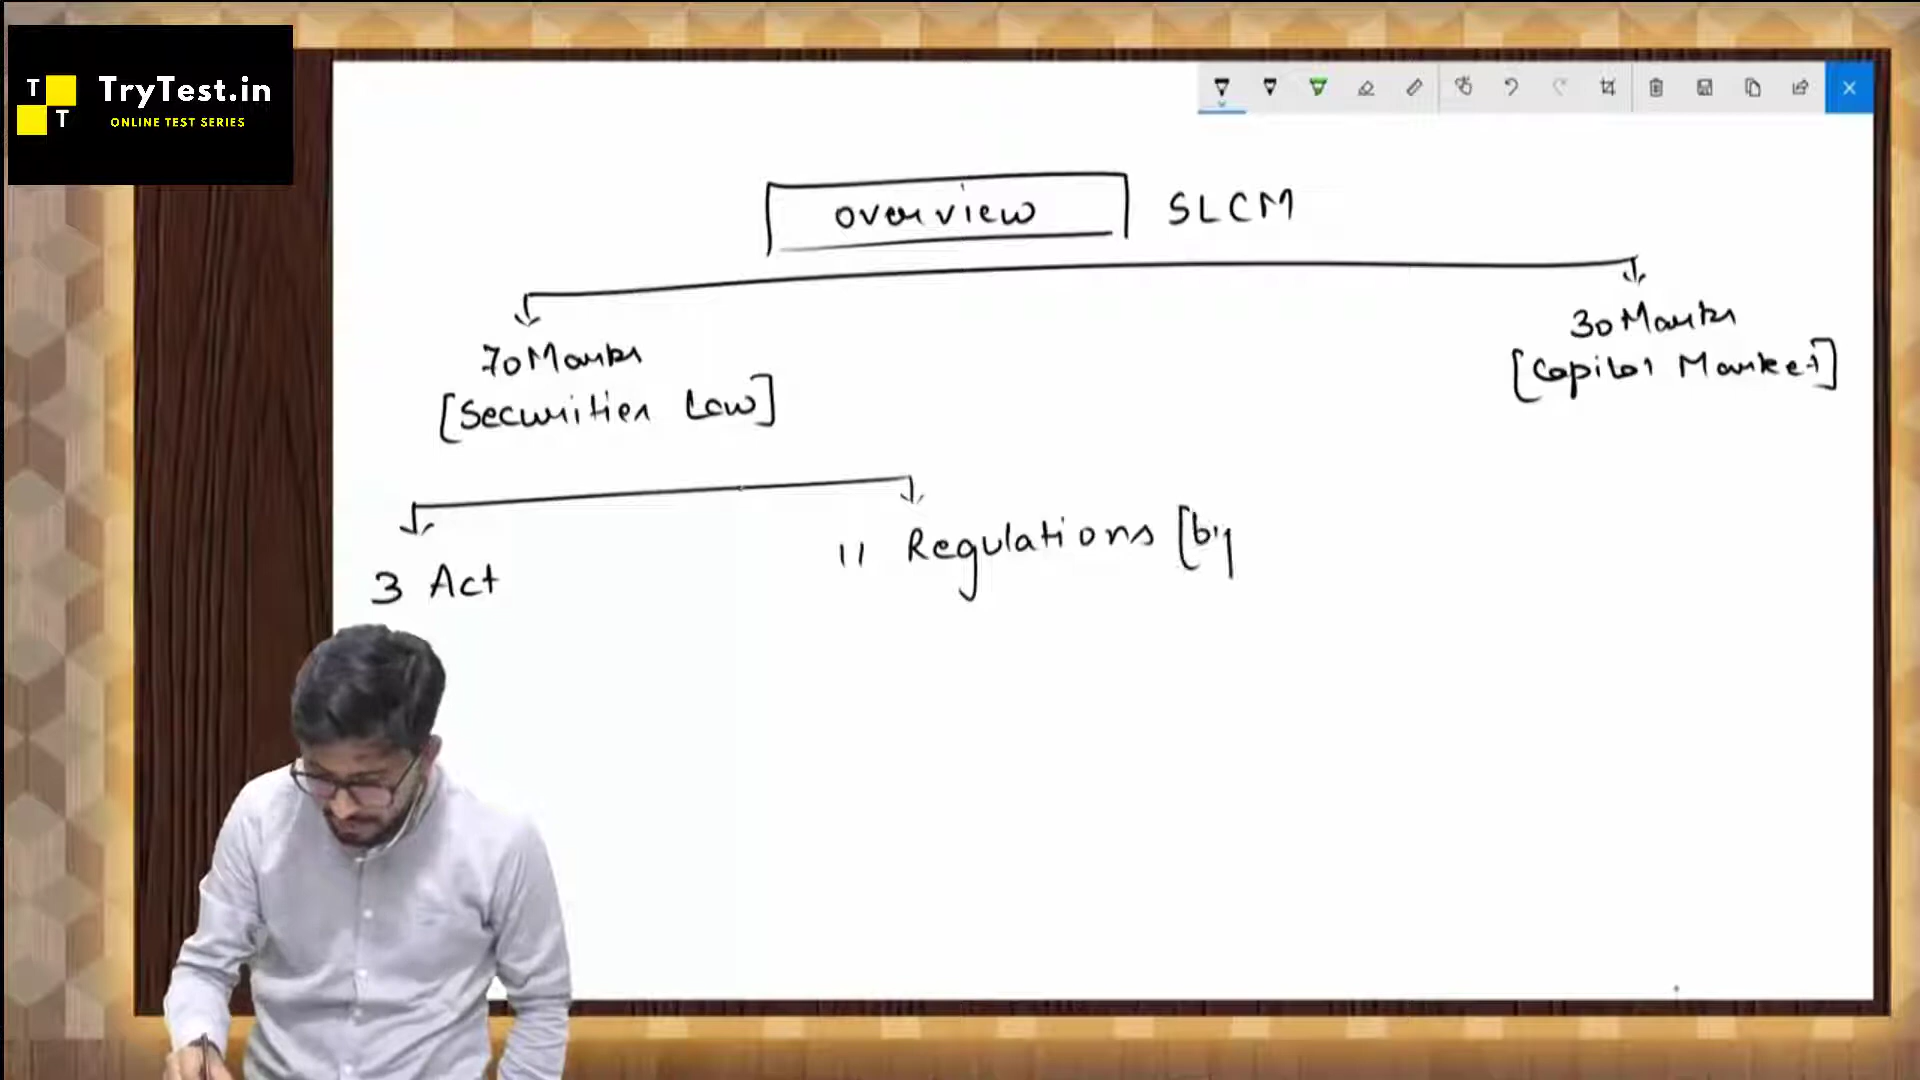 T
T
TryTest.in
ONLINE TEST SERIES
overview SLCM
70 Marks
[Securities Law]
30 Marks
[Capital Market]
3 Act
11 Regulations [by